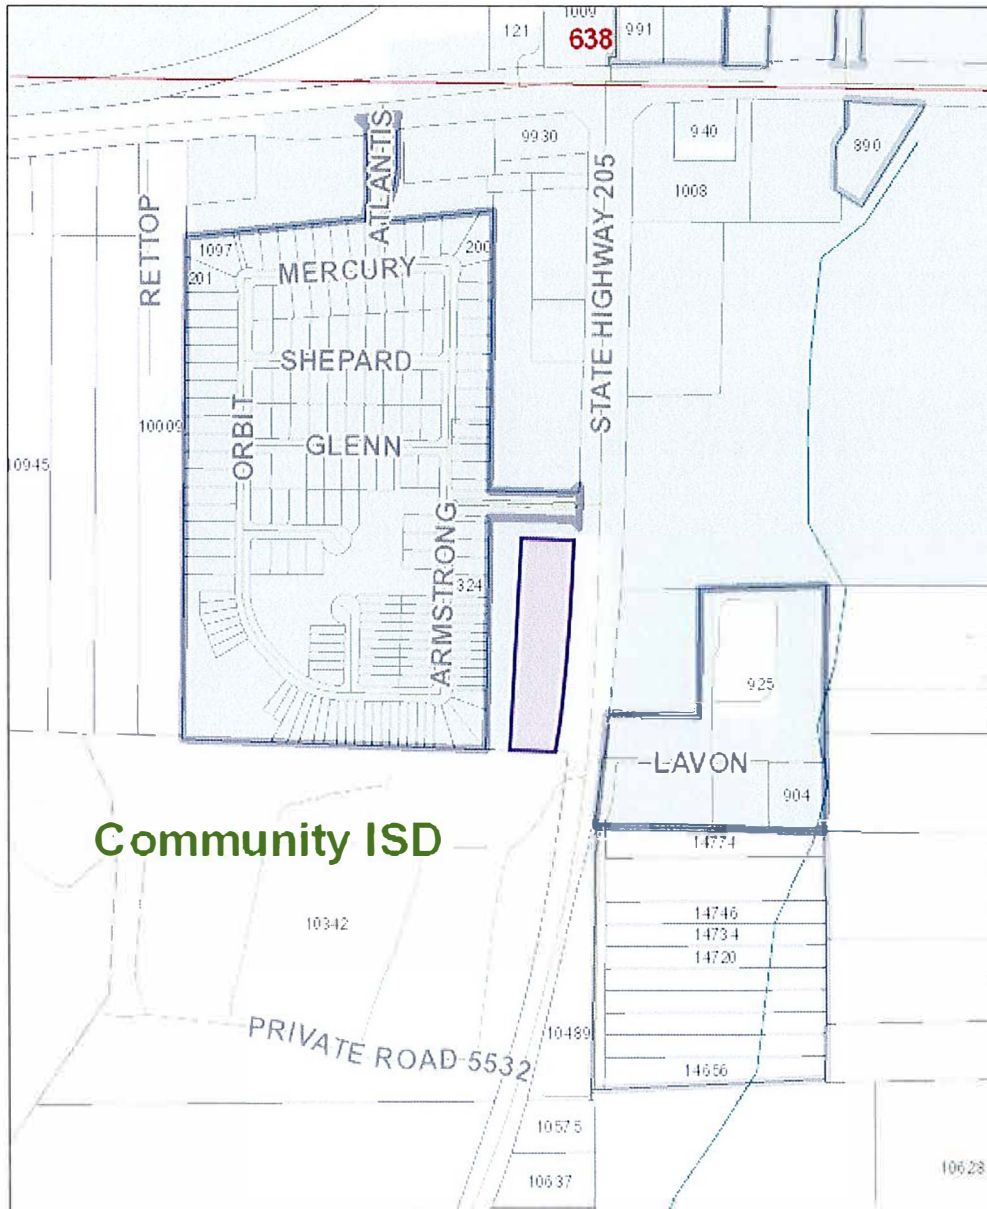 1009
121
638
991
ATLANTIS
9930
940
890
1008
RETTOP
1097
200
MERCURY
201
STATE HIGHWAY 205
SHEPARD
ORBIT
10009
GLENN
10945
ARMSTRONG
324
925
LAVON
904
Community ISD
14774
10342
14746
14734
14720
PRIVATE ROAD 5532
10489
14656
10575
10637
10628